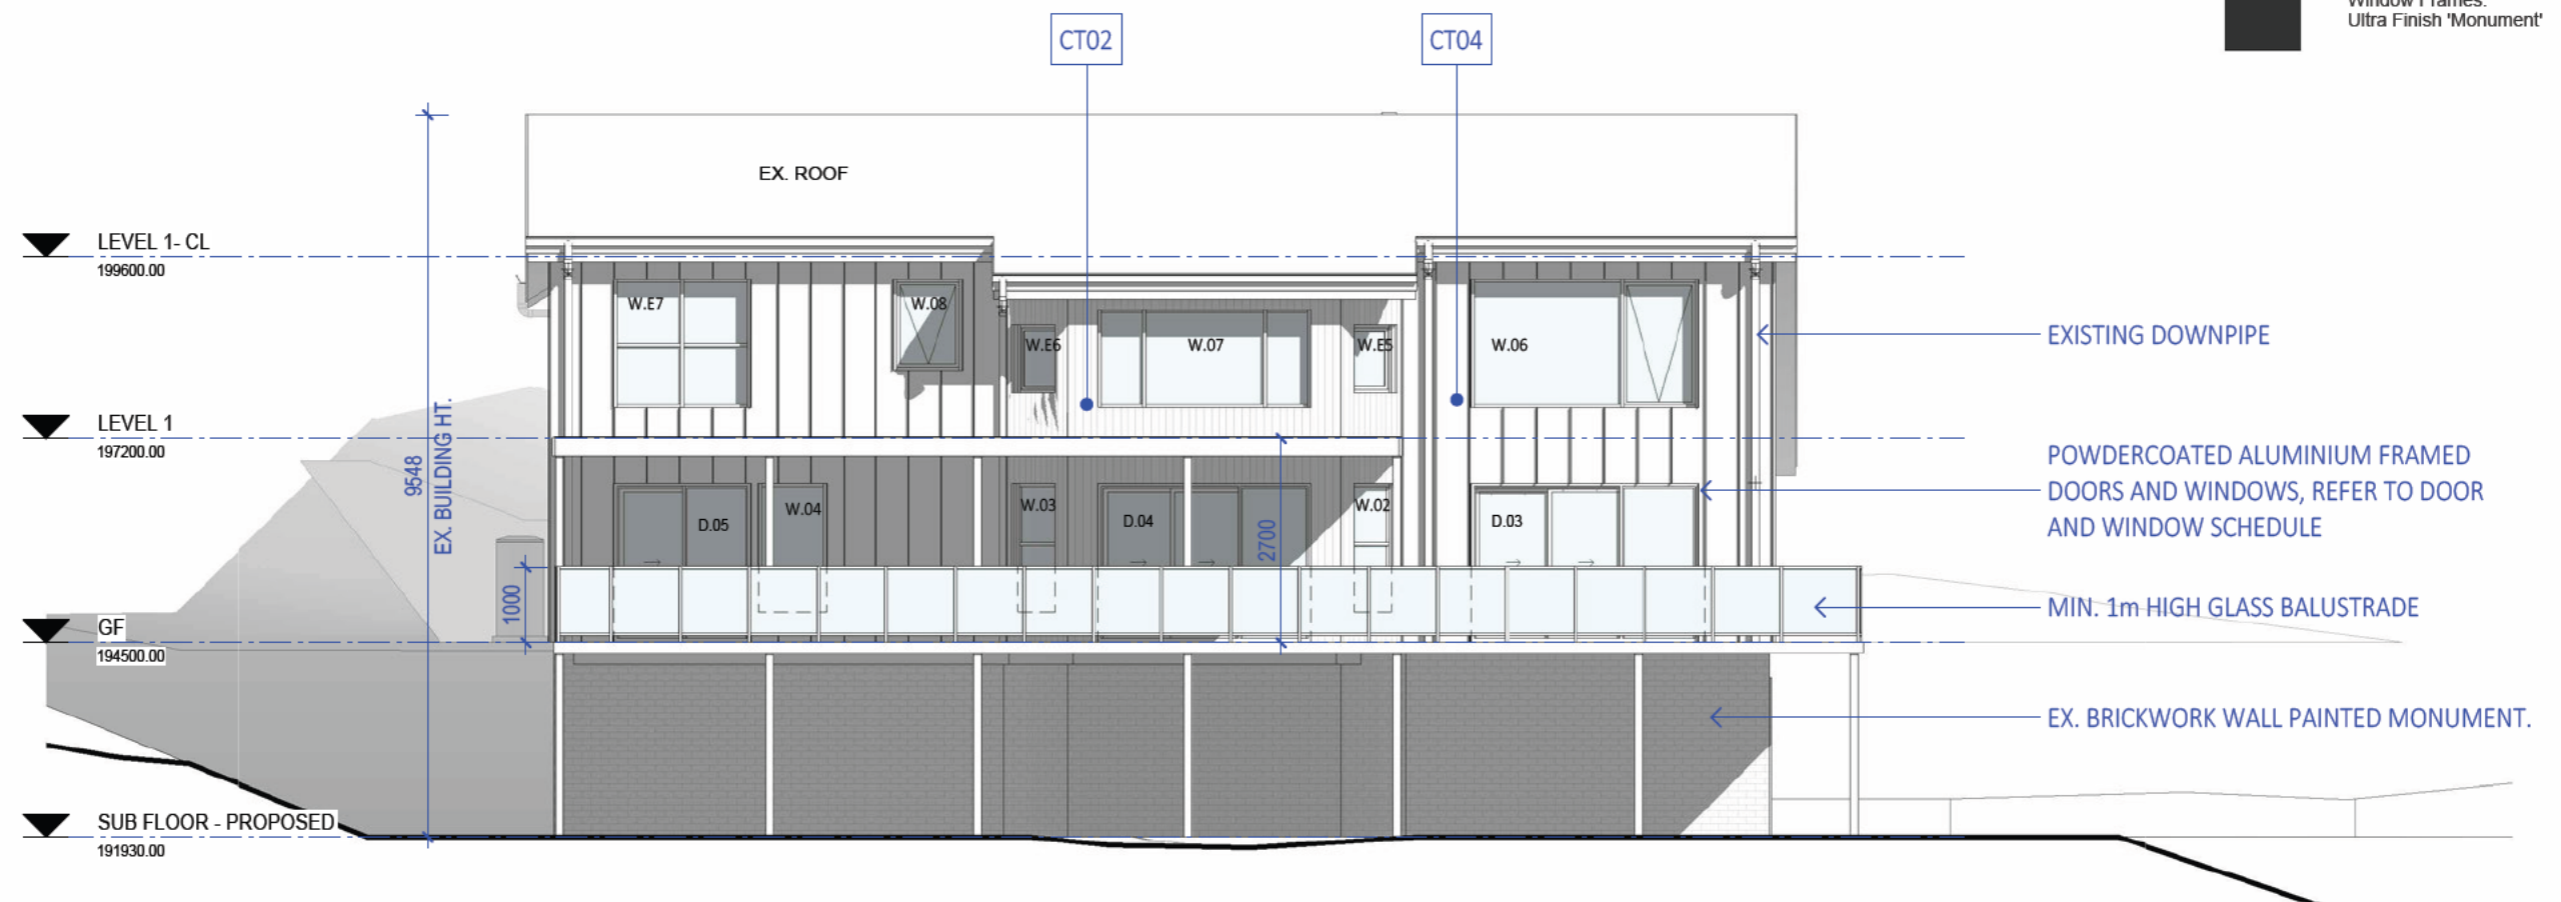 Window Frames:
Ultra Finish 'Monument'
CT02
CT04
EX. ROOF
LEVEL 1- CL
199600.00
W.E7
W.08
W.E6
W.07
W.E5
W.06
EXISTING DOWNPIPE
LEVEL 1
197200.00
9548
EX. BUILDING HT.
POWDERCOATED ALUMINIUM FRAMED
DOORS AND WINDOWS, REFER TO DOOR
AND WINDOW SCHEDULE
D.05
W.04
W.03
D.04
2700
W.02
D.03
1000
MIN. 1m HIGH GLASS BALUSTRADE
GF
194500.00
EX. BRICKWORK WALL PAINTED MONUMENT.
SUB FLOOR - PROPOSED
191930.00